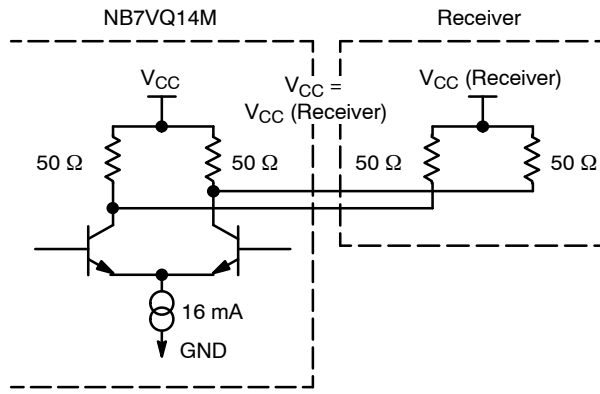 NB7VQ14M
Receiver
VCC
VCC =
VCC (Receiver)
VCC (Receiver)
50 Ω
50 Ω
50 Ω
50 Ω
16 mA
GND